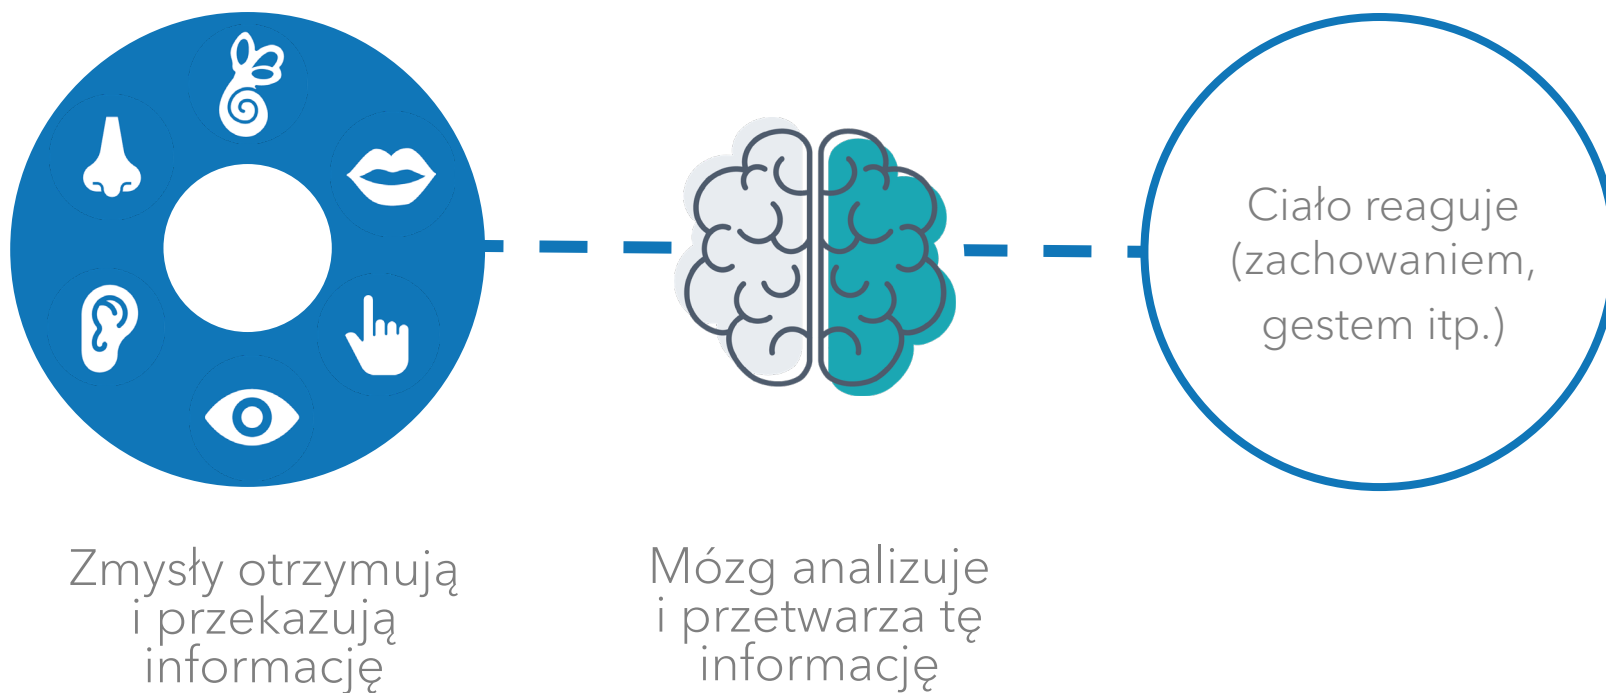 Zmysły otrzymują
i przekazują
informację
Mózg analizuje
i przetwarza tę
informację
Ciało reaguje
(zachowaniem,
gestem itp.)